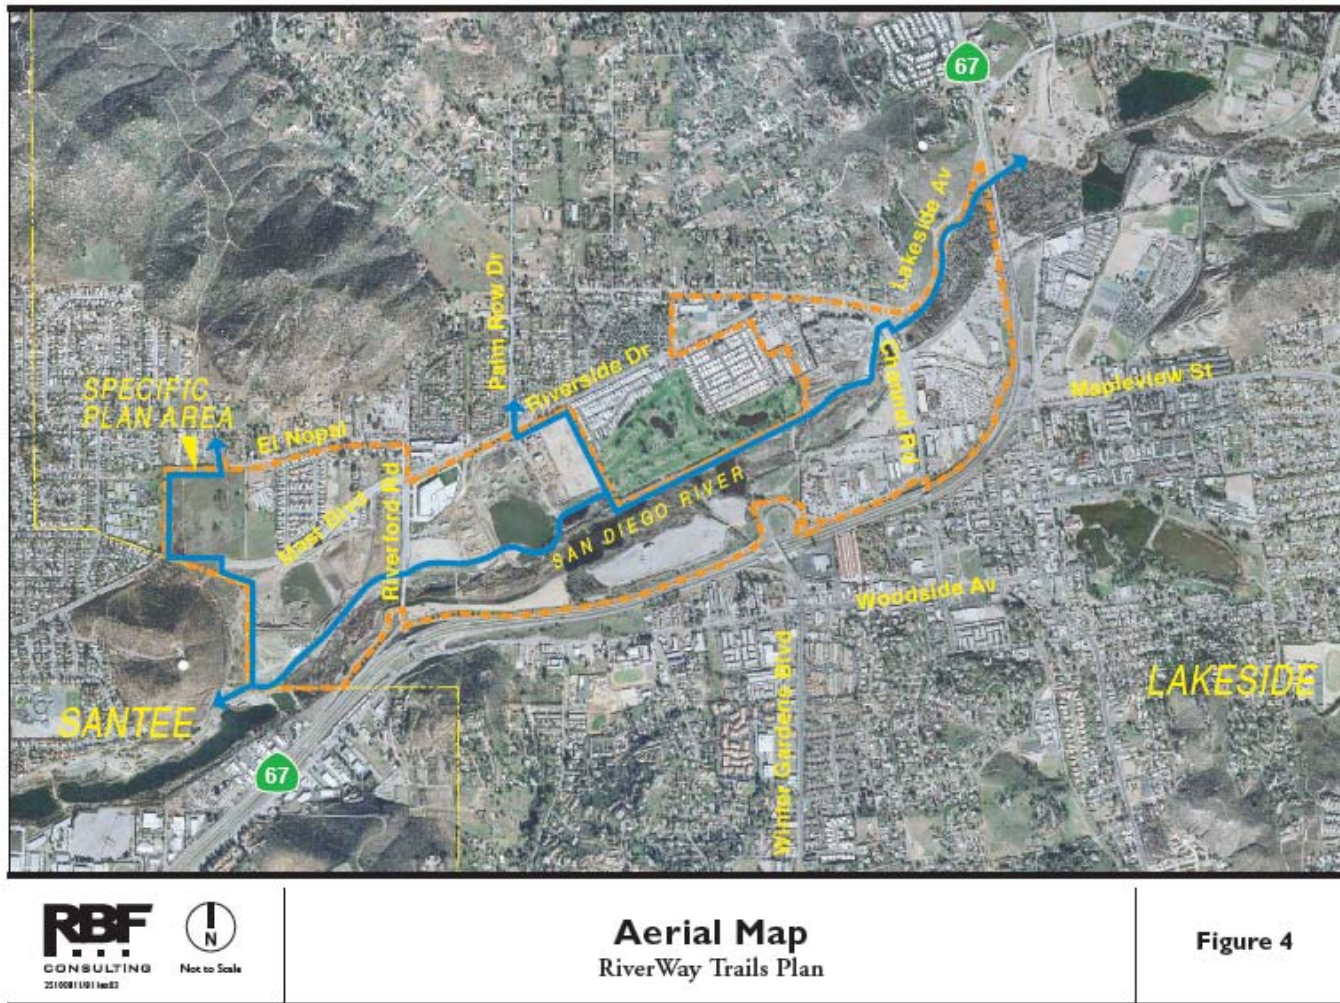 67
Lakeside Av
Palm Row Dr
Riverside Dr
Channel Rd
Mapleview St
SPECIFIC
PLAN AREA
El Nopal
Mast Blvd
Riverford Rd
SAN DIEGO RIVER
Woodside Av
Winter Gardens Blvd
LAKESIDE
SANTEE
67
RBF
CONSULTING
N
Not to Scale
Aerial Map
RiverWay Trails Plan
Figure 4